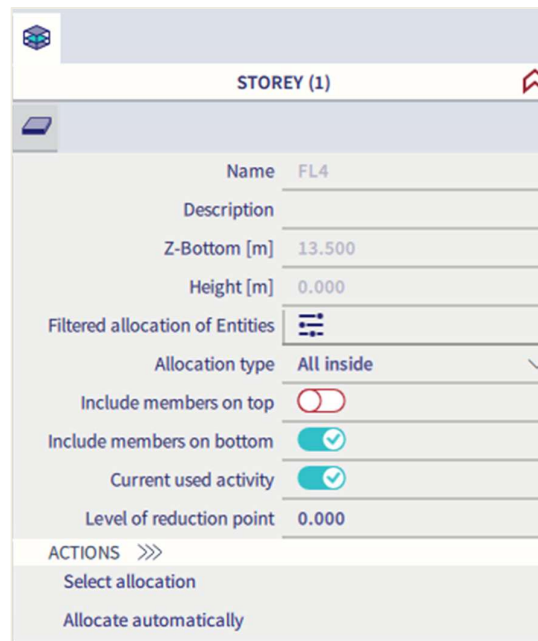 STOREY (1)
Name FL4
Description
Z-Bottom [m] 13.500
Height [m] 0.000
Filtered allocation of Entities
Allocation type All inside
Include members on top
Include members on bottom
Current used activity
Level of reduction point 0.000
ACTIONS >>>
Select allocation
Allocate automatically